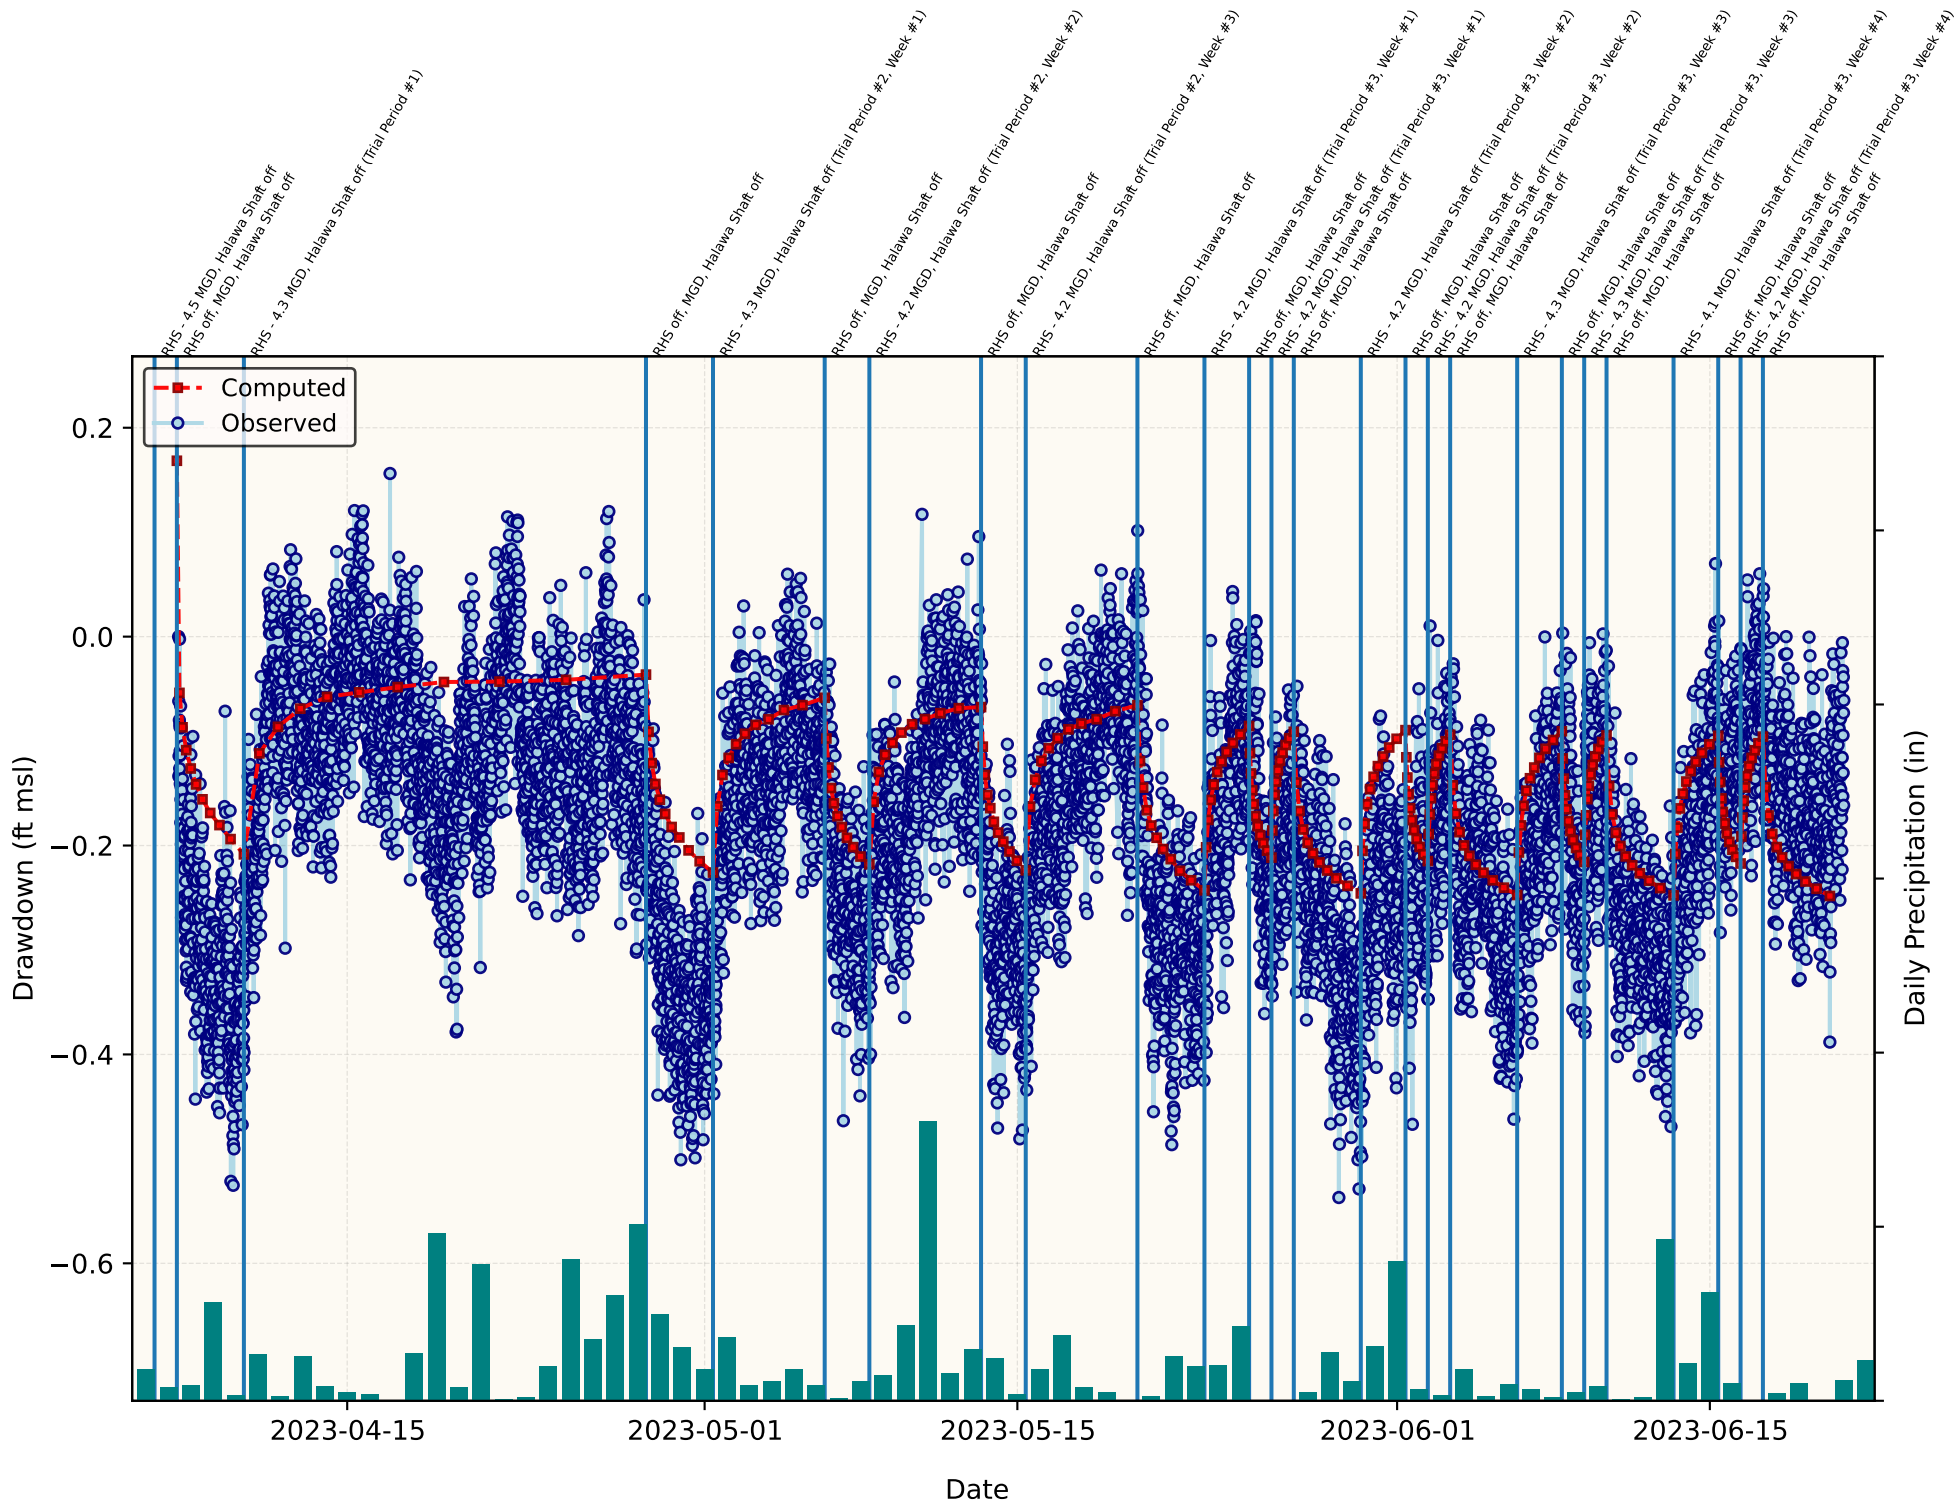 RHS - 4.5 MGD, Halawa Shaft off
RHS off, MGD, Halawa Shaft off
RHS - 4.3 MGD, Halawa Shaft off (Trial Period #1)
RHS off, MGD, Halawa Shaft off
RHS - 4.3 MGD, Halawa Shaft off (Trial Period #2, Week #1)
RHS off, MGD, Halawa Shaft off
RHS - 4.2 MGD, Halawa Shaft off (Trial Period #2, Week #2)
RHS off, MGD, Halawa Shaft off
RHS - 4.2 MGD, Halawa Shaft off (Trial Period #2, Week #3)
RHS off, MGD, Halawa Shaft off
RHS - 4.2 MGD, Halawa Shaft off (Trial Period #3, Week #1)
RHS off, MGD, Halawa Shaft off
RHS - 4.2 MGD, Halawa Shaft off (Trial Period #3, Week #1)
RHS off, MGD, Halawa Shaft off
RHS - 4.2 MGD, Halawa Shaft off (Trial Period #3, Week #2)
RHS off, MGD, Halawa Shaft off
RHS - 4.2 MGD, Halawa Shaft off (Trial Period #3, Week #2)
RHS off, MGD, Halawa Shaft off
RHS - 4.3 MGD, Halawa Shaft off (Trial Period #3, Week #3)
RHS off, MGD, Halawa Shaft off
RHS - 4.3 MGD, Halawa Shaft off (Trial Period #3, Week #3)
RHS off, MGD, Halawa Shaft off
RHS - 4.1 MGD, Halawa Shaft off (Trial Period #3, Week #4)
RHS off, MGD, Halawa Shaft off
RHS - 4.2 MGD, Halawa Shaft off (Trial Period #3, Week #4)
RHS off, MGD, Halawa Shaft off
Computed
Observed
0.2
0.0
−0.2
−0.4
−0.6
Drawdown (ft msl)
Daily Precipitation (in)
2023-04-15
2023-05-01
2023-05-15
2023-06-01
2023-06-15
Date